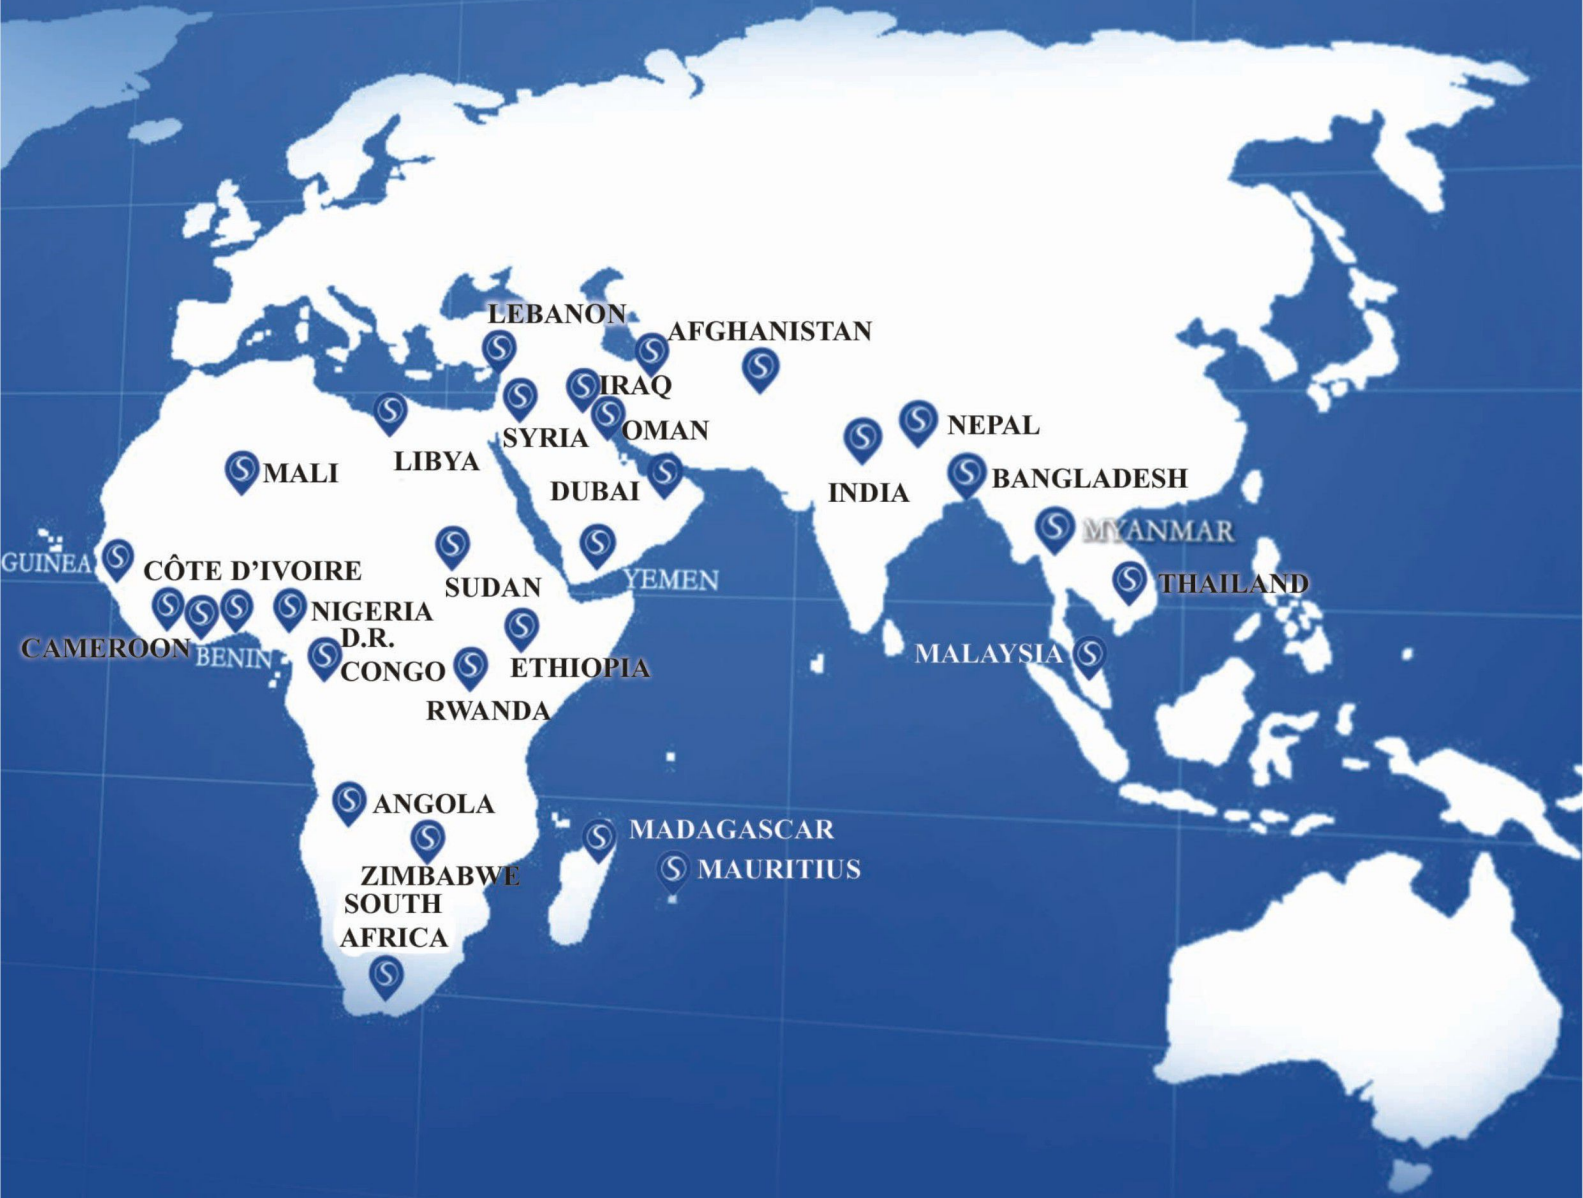 LEBANON
AFGHANISTAN
IRAQ
SYRIA
OMAN
NEPAL
LIBYA
MALI
DUBAI
INDIA
BANGLADESH
MYANMAR
GUINEA
CÔTE D’IVOIRE
SUDAN
YEMEN
THAILAND
NIGERIA
CAMEROON
BENIN
D.R.
CONGO
ETHIOPIA
MALAYSIA
RWANDA
ANGOLA
MADAGASCAR
ZIMBABWE
MAURITIUS
SOUTH
AFRICA